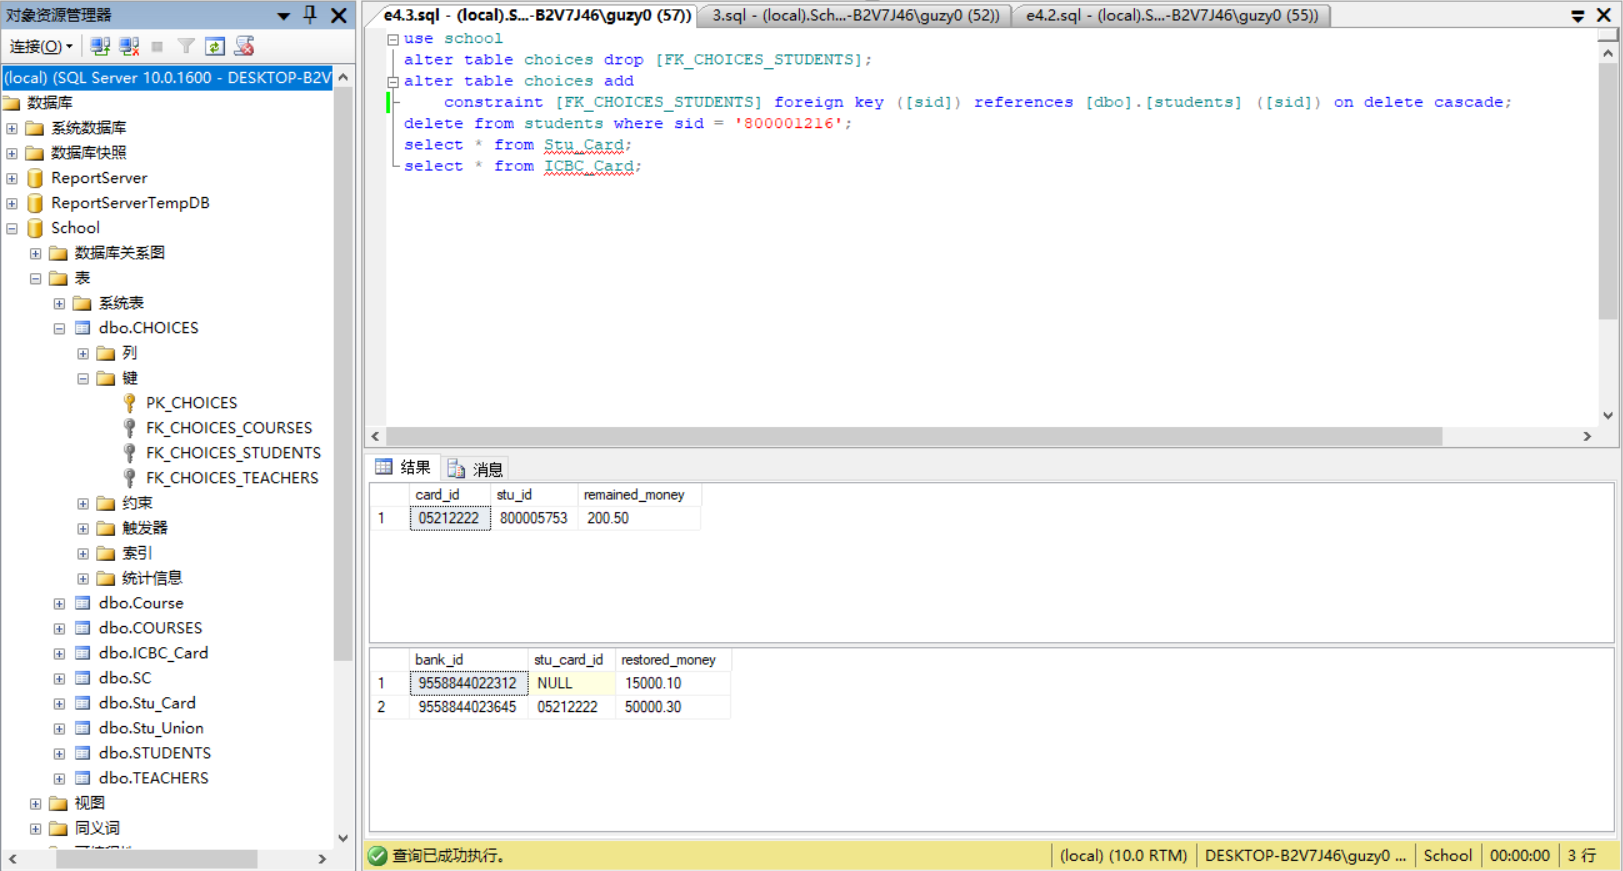 对象资源管理器
连接(O)
(local) (SQL Server 10.0.1600 - DESKTOP-B2V
数据库
系统数据库
数据库快照
ReportServer
ReportServerTempDB
School
数据库关系图
表
系统表
dbo.CHOICES
列
键
PK_CHOICES
FK_CHOICES_COURSES
FK_CHOICES_STUDENTS
FK_CHOICES_TEACHERS
约束
触发器
索引
统计信息
dbo.Course
dbo.COURSES
dbo.ICBC_Card
dbo.SC
dbo.Stu_Card
dbo.Stu_Union
dbo.STUDENTS
dbo.TEACHERS
视图
同义词
e4.3.sql - (local).S...-B2V7J46\guzy0 (57))
3.sql - (local).Sch...-B2V7J46\guzy0 (52))
e4.2.sql - (local).S...-B2V7J46\guzy0 (55))
use school
alter table choices drop [FK_CHOICES_STUDENTS];
alter table choices add
constraint [FK_CHOICES_STUDENTS] foreign key ([sid]) references [dbo].[students] ([sid]) on delete cascade;
delete from students where sid = '800001216';
select * from Stu_Card;
select * from ICBC_Card;
结果
消息
card_id stu_id remained_money
1 05212222 800005753 200.50
bank_id stu_card_id restored_money
1 9558844022312 NULL 15000.10
2 9558844023645 05212222 50000.30
查询已成功执行。
(local) (10.0 RTM)
DESKTOP-B2V7J46\guzy0 ...
School
00:00:00
3 行